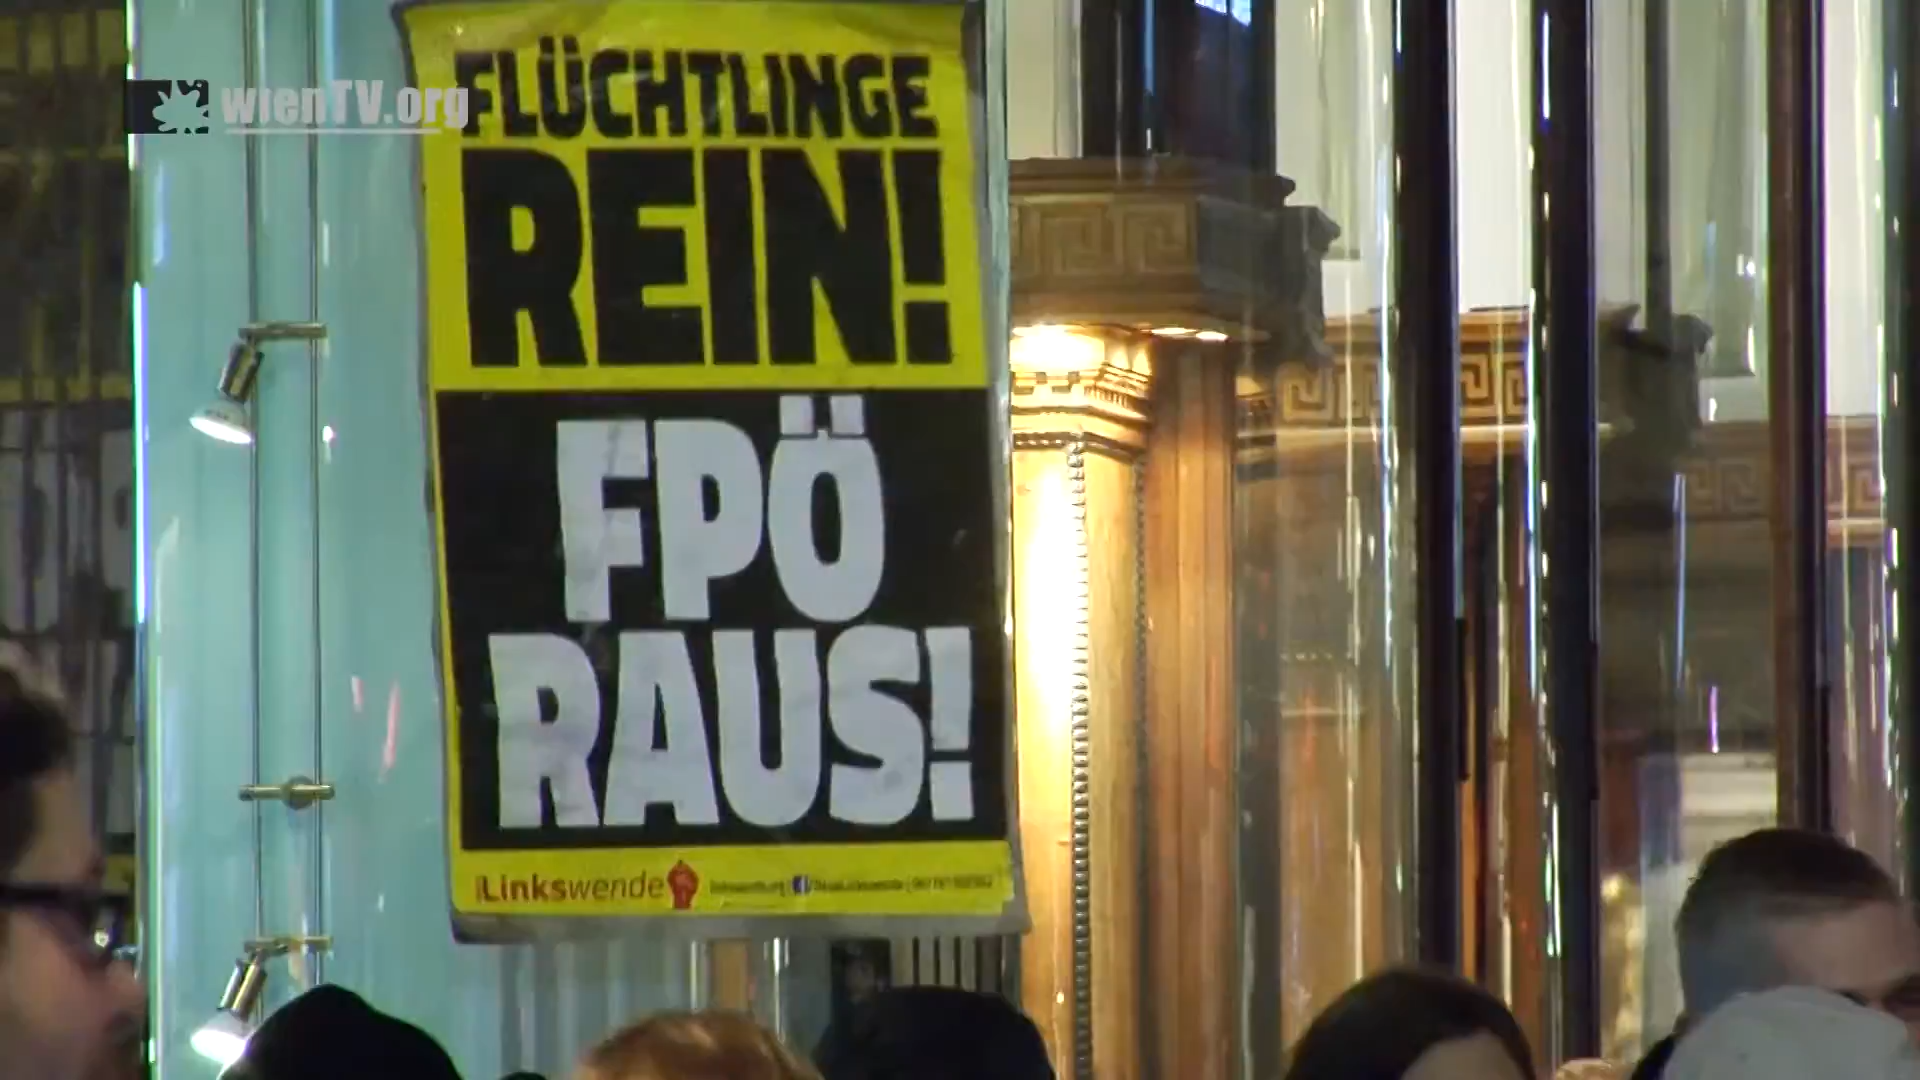 wienTV.org
FLÜCHTLINGE
REIN!
FPÖ
RAUS!
Linkswende